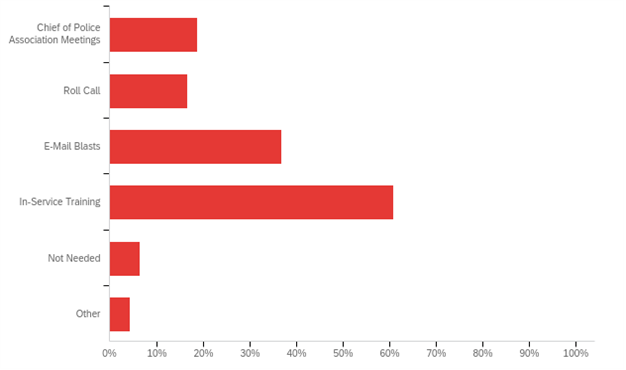 Chief of Police
Association Meetings
Roll Call
E-Mail Blasts
In-Service Training
Not Needed
Other
0% 10% 20% 30% 40% 50% 60% 70% 80% 90% 100%